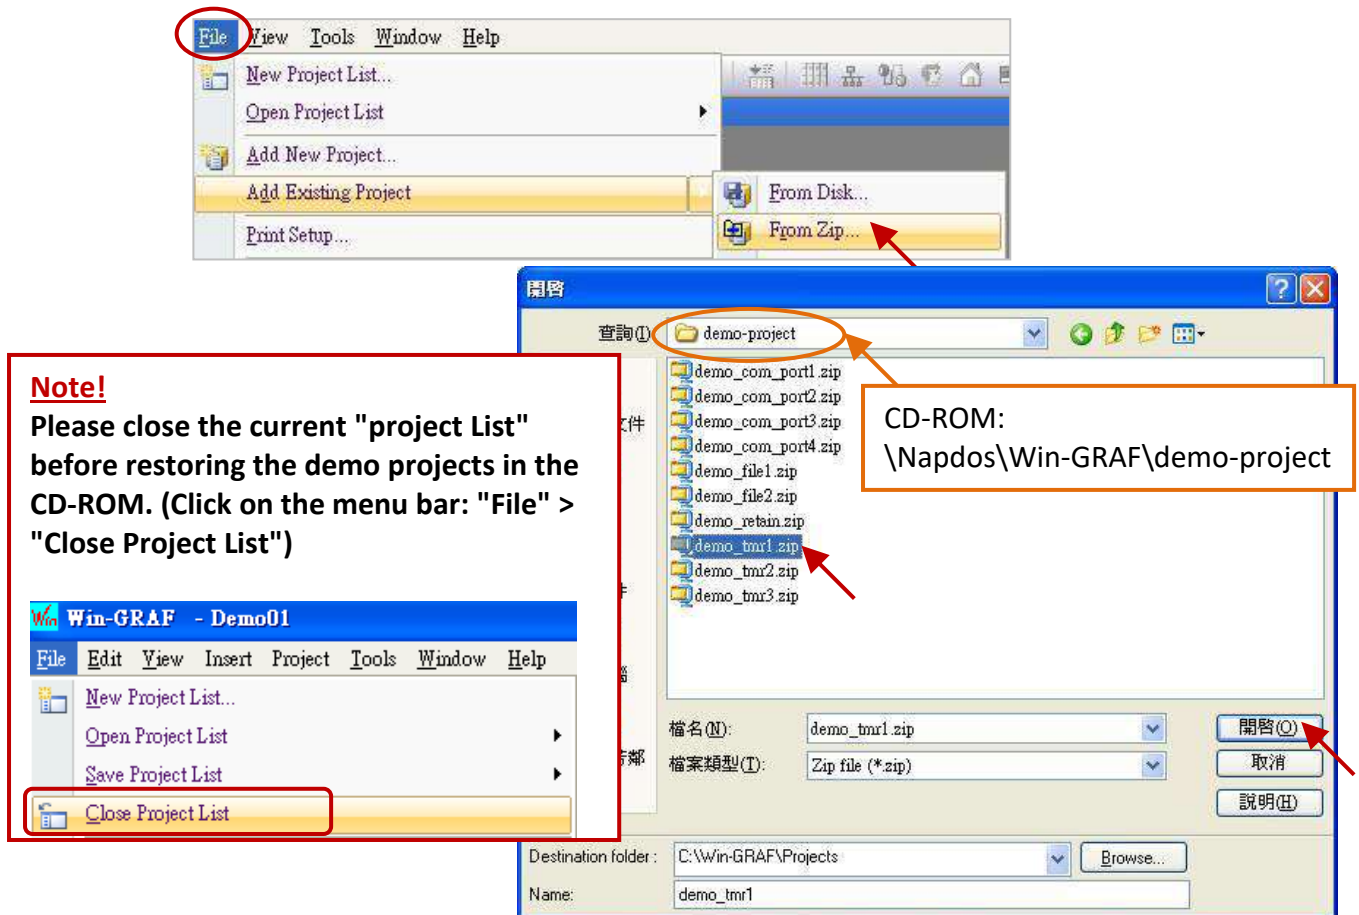 File View Tools Window Help
New Project List...
Open Project List
Add New Project...
Add Existing Project
Print Setup...
From Disk...
From Zip...
開啓
查詢(I)
demo-project
demo_com_port1.zip
demo_com_port2.zip
demo_com_port3.zip
demo_com_port4.zip
demo_file1.zip
demo_file2.zip
demo_retain.zip
demo_tmr1.zip
demo_tmr2.zip
demo_tmr3.zip
CD-ROM:
\Napdos\Win-GRAF\demo-project
Note!
Please close the current "project List"
before restoring the demo projects in the
CD-ROM. (Click on the menu bar: "File" >
"Close Project List")
Win-GRAF - Demo01
File Edit View Insert Project Tools Window Help
New Project List...
Open Project List
Save Project List
Close Project List
文件
件
鄰
檔名(N):
demo_tmr1.zip
開啓(O)
檔案類型(T):
Zip file (*.zip)
取消
說明(H)
Destination folder :
C:\Win-GRAF\Projects
Browse...
Name:
demo_tmr1